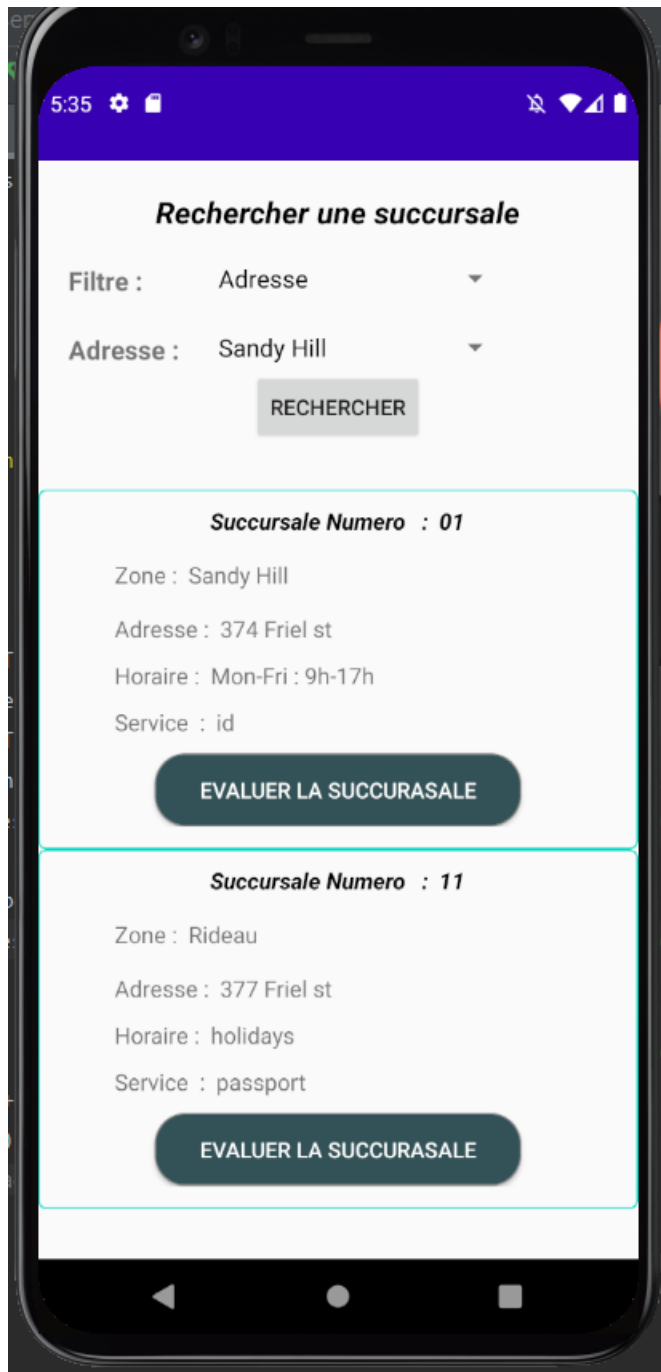 5:35
Rechercher une succursale
Filtre : Adresse
Adresse : Sandy Hill
RECHERCHER
Succursale Numero : 01
Zone : Sandy Hill
Adresse : 374 Friel st
Horaire : Mon-Fri : 9h-17h
Service : id
EVALUER LA SUCCURASALE
Succursale Numero : 11
Zone : Rideau
Adresse : 377 Friel st
Horaire : holidays
Service : passport
EVALUER LA SUCCURASALE